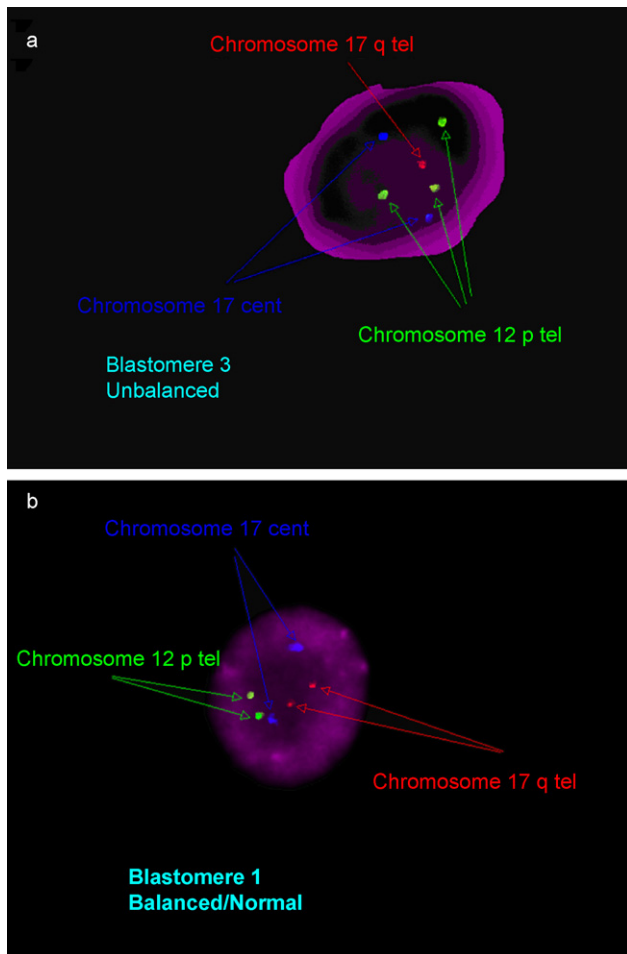 a
Chromosome 17 q tel
Chromosome 17 cent
Chromosome 12 p tel
Blastomere 3
Unbalanced
b
Chromosome 17 cent
Chromosome 12 p tel
Chromosome 17 q tel
Blastomere 1
Balanced/Normal